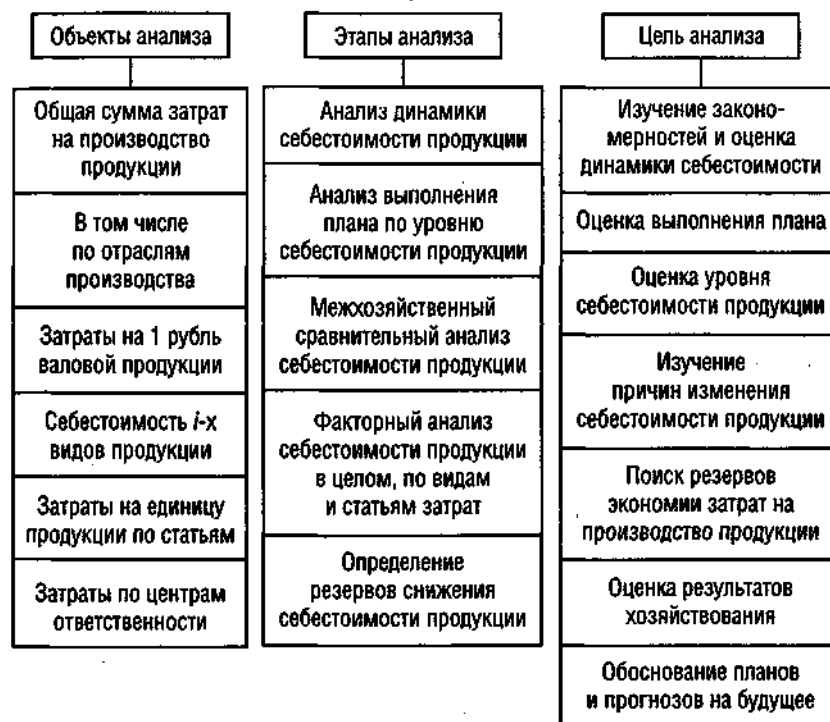 Объекты анализа
Общая сумма затрат
на производство
продукции
В том числе
по отраслям
производства
Затраты на 1 рубль
валовой продукции
Себестоимость i-х
видов продукции
Затраты на единицу
продукции по статьям
Затраты по центрам
ответственности
Этапы анализа
Анализ динамики
себестоимости продукции
Анализ выполнения
плана по уровню
себестоимости продукции
Межхозяйственный
сравнительный анализ
себестоимости продукции
Факторный анализ
себестоимости продукции
в целом, по видам
и статьям затрат
Определение
резервов снижения
себестоимости продукции
Цель анализа
Изучение законо-
мерностей и оценка
динамики себестоимости
Оценка выполнения плана
Оценка уровня
себестоимости продукции
Изучение
причин изменения
себестоимости продукции
Поиск резервов
экономии затрат на
производство продукции
Оценка результатов
хозяйствования
Обоснование планов
и прогнозов на будущее